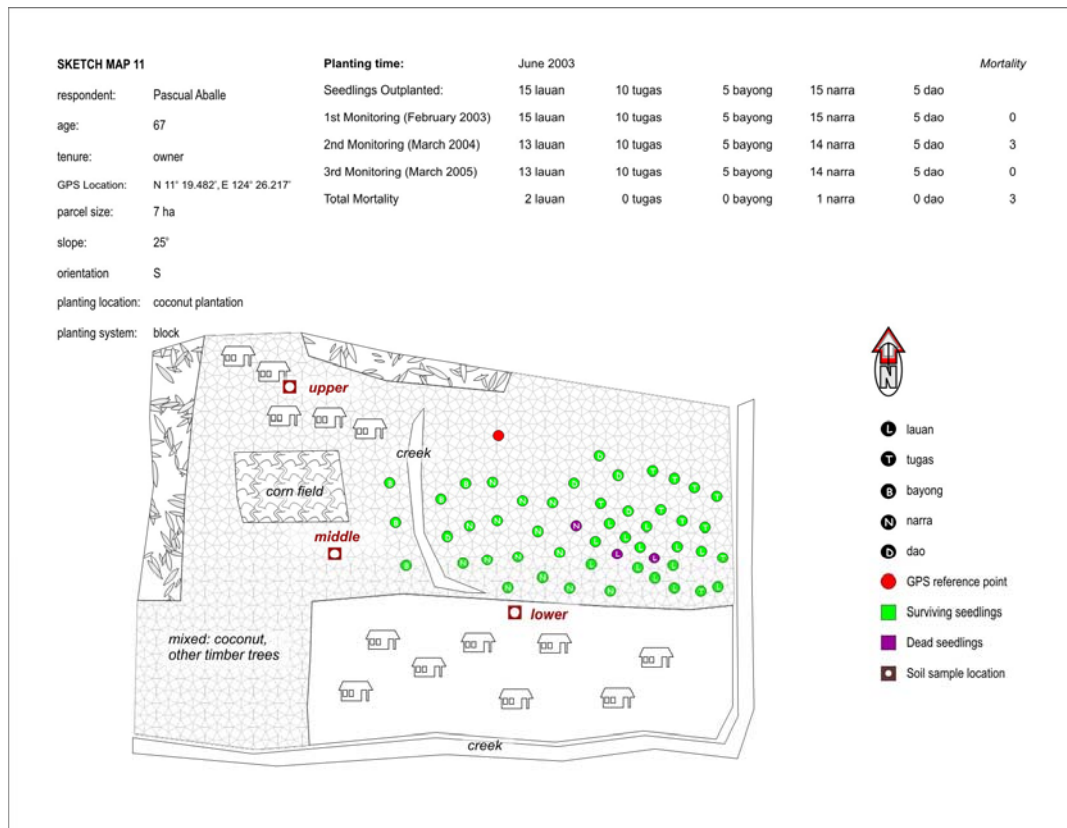 SKETCH MAP 11
respondent: Pascual Aballe
age: 67
tenure: owner
GPS Location: N 11° 19.482', E 124° 26.217'
parcel size: 7 ha
slope: 25°
orientation S
planting location: coconut plantation
planting system: block
Planting time: June 2003 Mortality
Seedlings Outplanted: 15 lauan 10 tugas 5 bayong 15 narra 5 dao
1st Monitoring (February 2003) 15 lauan 10 tugas 5 bayong 15 narra 5 dao 0
2nd Monitoring (March 2004) 13 lauan 10 tugas 5 bayong 14 narra 5 dao 3
3rd Monitoring (March 2005) 13 lauan 10 tugas 5 bayong 14 narra 5 dao 0
Total Mortality 2 lauan 0 tugas 0 bayong 1 narra 0 dao 3
upper
creek
corn field
middle
lower
mixed: coconut,
other timber trees
creek
N
L lauan
T tugas
B bayong
N narra
D dao
GPS reference point
Surviving seedlings
Dead seedlings
Soil sample location